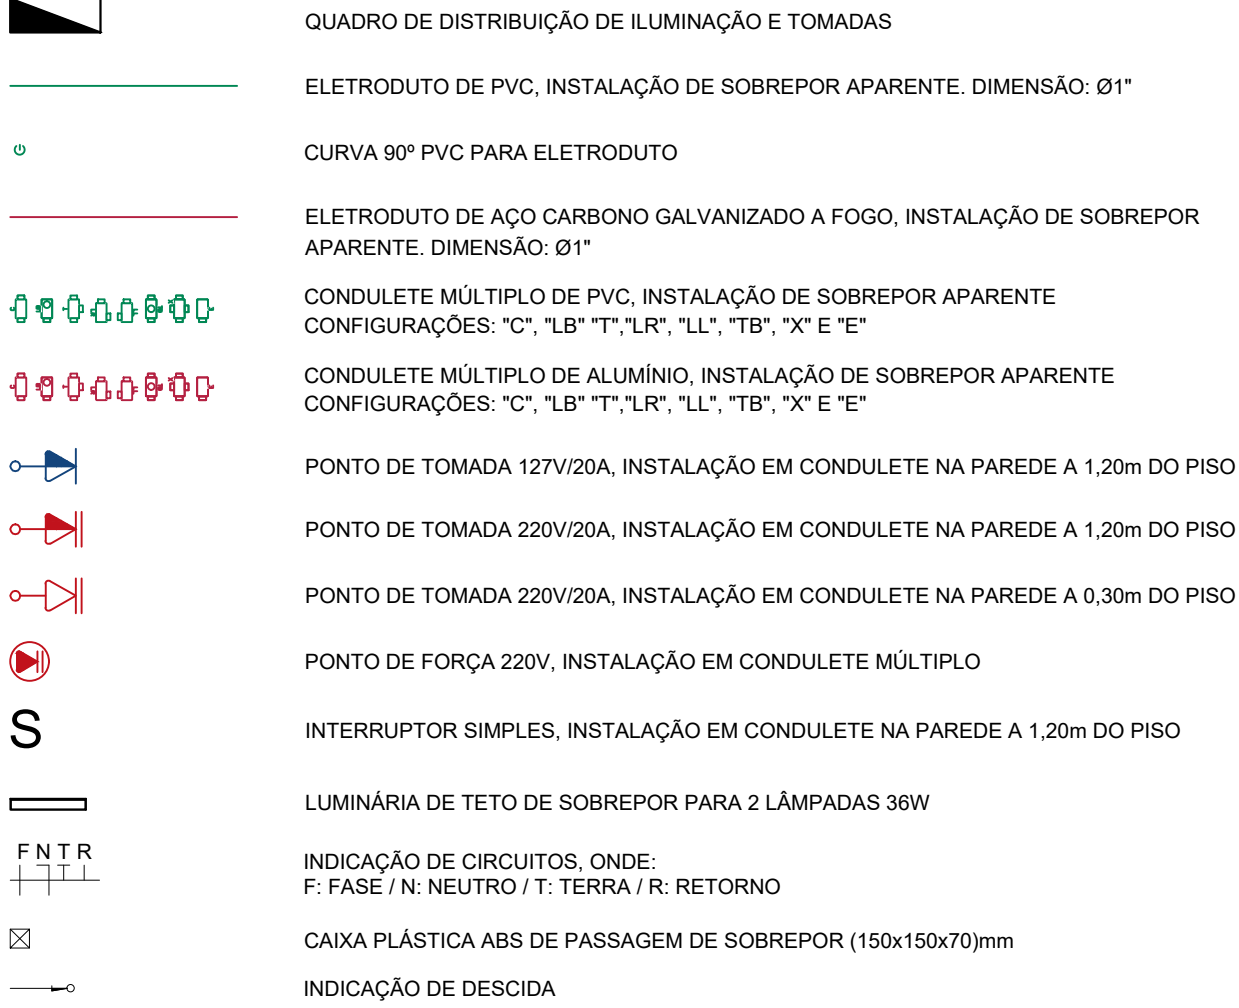 QUADRO DE DISTRIBUIÇÃO DE ILUMINAÇÃO E TOMADAS
ELETRODUTO DE PVC, INSTALAÇÃO DE SOBREPOR APARENTE. DIMENSÃO: Ø1"
CURVA 90º PVC PARA ELETRODUTO
ELETRODUTO DE AÇO CARBONO GALVANIZADO A FOGO, INSTALAÇÃO DE SOBREPOR
APARENTE. DIMENSÃO: Ø1"
CONDULETE MÚLTIPLO DE PVC, INSTALAÇÃO DE SOBREPOR APARENTE
CONFIGURAÇÕES: "C", "LB" "T","LR", "LL", "TB", "X" E "E"
CONDULETE MÚLTIPLO DE ALUMÍNIO, INSTALAÇÃO DE SOBREPOR APARENTE
CONFIGURAÇÕES: "C", "LB" "T","LR", "LL", "TB", "X" E "E"
PONTO DE TOMADA 127V/20A, INSTALAÇÃO EM CONDULETE NA PAREDE A 1,20m DO PISO
PONTO DE TOMADA 220V/20A, INSTALAÇÃO EM CONDULETE NA PAREDE A 1,20m DO PISO
PONTO DE TOMADA 220V/20A, INSTALAÇÃO EM CONDULETE NA PAREDE A 0,30m DO PISO
PONTO DE FORÇA 220V, INSTALAÇÃO EM CONDULETE MÚLTIPLO
S INTERRUPTOR SIMPLES, INSTALAÇÃO EM CONDULETE NA PAREDE A 1,20m DO PISO
LUMINÁRIA DE TETO DE SOBREPOR PARA 2 LÂMPADAS 36W
F N T R
INDICAÇÃO DE CIRCUITOS, ONDE:
F: FASE / N: NEUTRO / T: TERRA / R: RETORNO
CAIXA PLÁSTICA ABS DE PASSAGEM DE SOBREPOR (150x150x70)mm
INDICAÇÃO DE DESCIDA